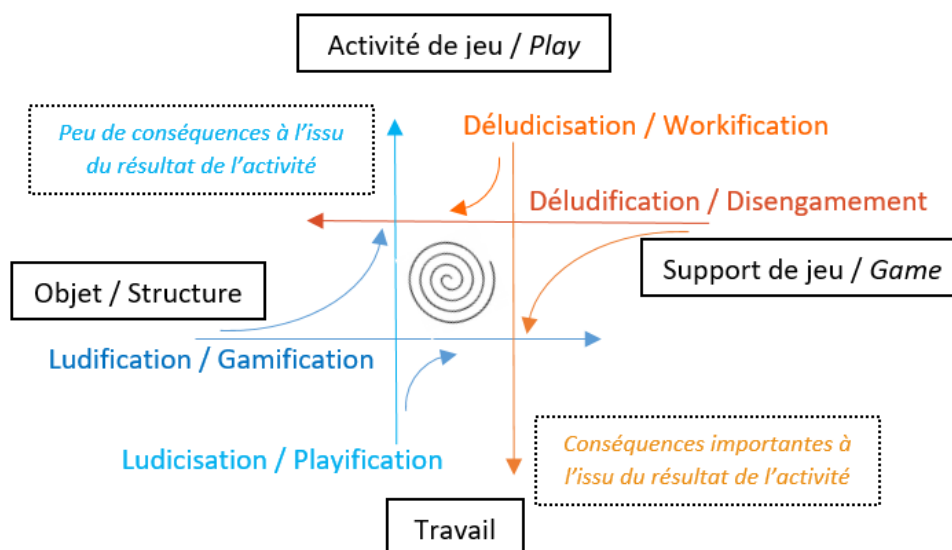 Activité de jeu / Play
Peu de conséquences à l'issu
du résultat de l'activité
Déludicisation / Workification
Déludification / Disengamement
Support de jeu / Game
Objet / Structure
Ludification / Gamification
Ludicisation / Playification
Conséquences importantes à
l'issu du résultat de l'activité
Travail